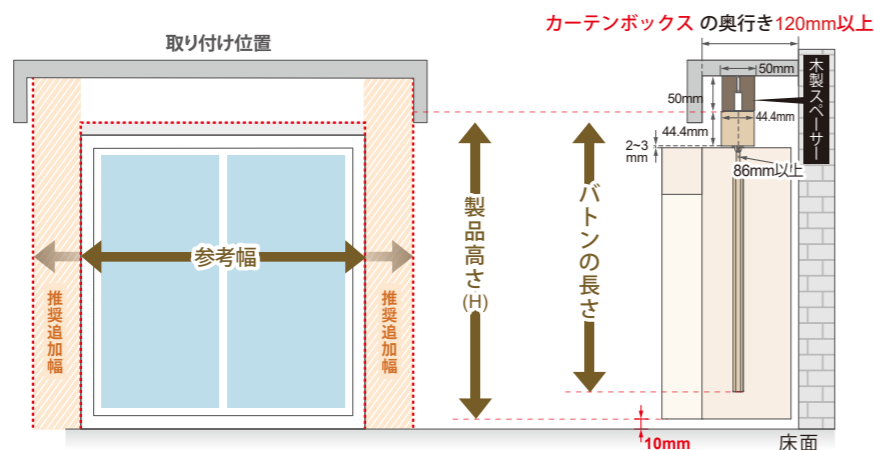 カーテンボックス の奥行き120mm以上
取り付け位置
50mm
50mm
木製スペーサー
44.4mm
44.4mm
2~3
mm
86mm以上
参考幅
製品高さ(H)
バトンの長さ
推奨追加幅
推奨追加幅
10mm
床面